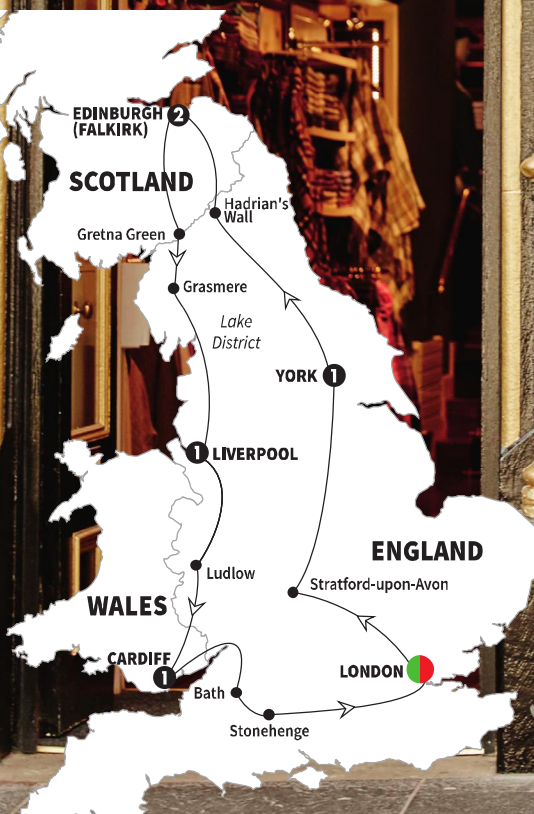 EDINBURGH
(FALKIRK)
2
SCOTLAND
Hadrian's
Wall
Gretna Green
Grasmere
Lake
District
YORK 1
1 LIVERPOOL
ENGLAND
Ludlow
Stratford-upon-Avon
WALES
CARDIFF
1
LONDON
Bath
Stonehenge